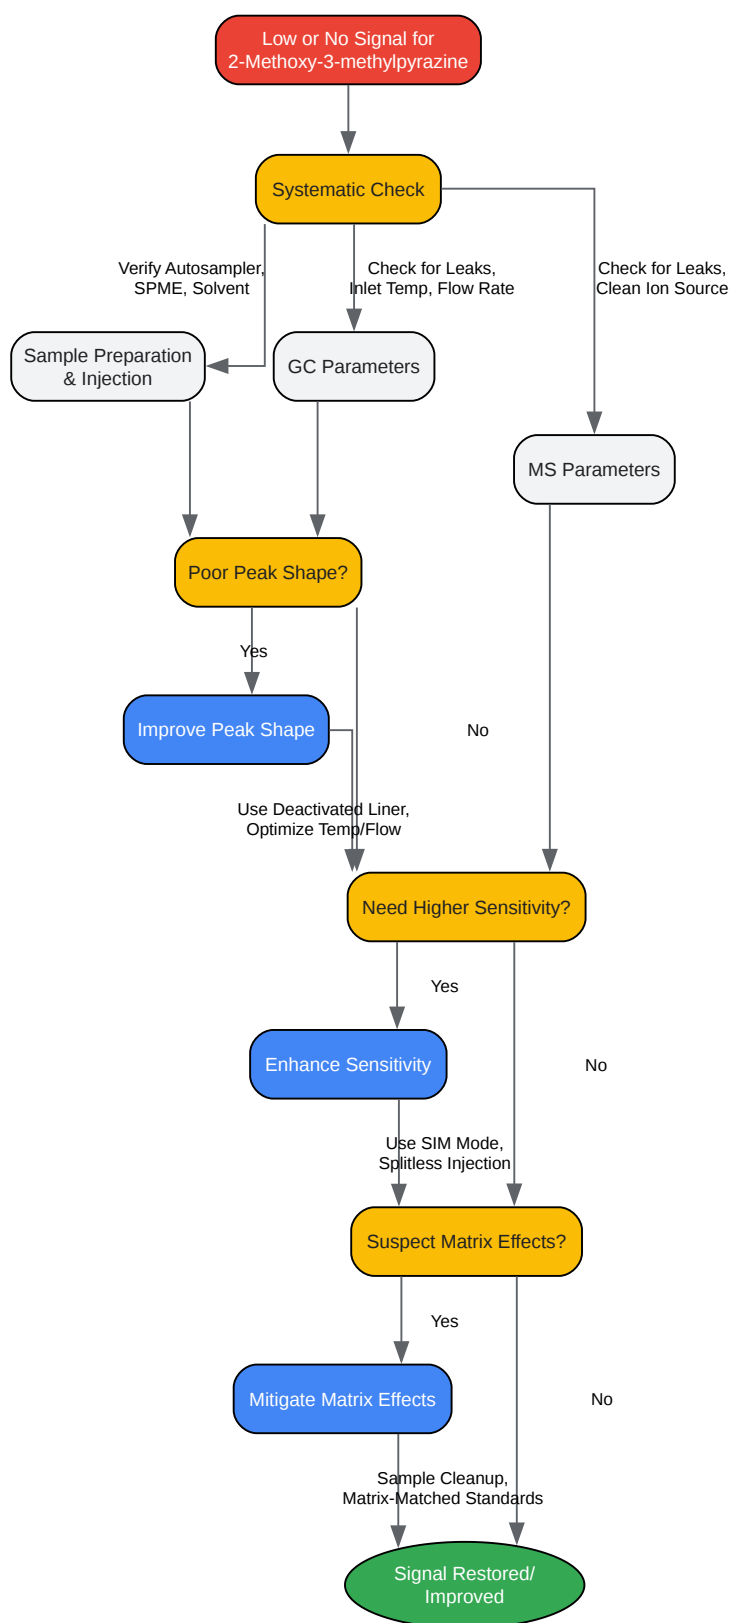 Low or No Signal for
2-Methoxy-3-methylpyrazine
Systematic Check
Verify Autosampler,
SPME, Solvent
Check for Leaks,
Inlet Temp, Flow Rate
Check for Leaks,
Clean Ion Source
Sample Preparation
& Injection
GC Parameters
MS Parameters
Poor Peak Shape?
Yes
Improve Peak Shape
No
Use Deactivated Liner,
Optimize Temp/Flow
Need Higher Sensitivity?
Yes
Enhance Sensitivity
No
Use SIM Mode,
Splitless Injection
Suspect Matrix Effects?
Yes
Mitigate Matrix Effects
No
Sample Cleanup,
Matrix-Matched Standards
Signal Restored/
Improved